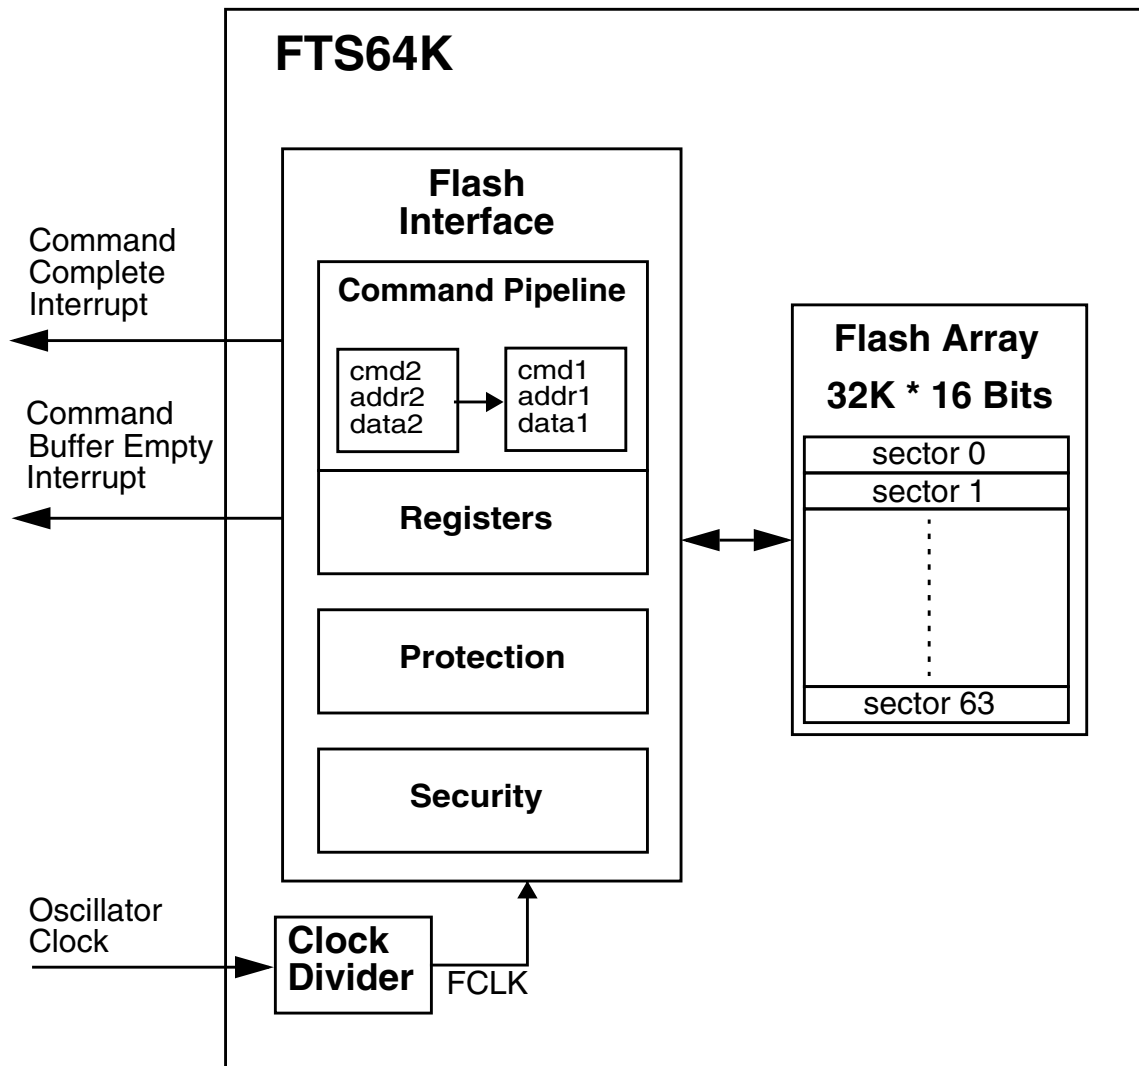 FTS64K
Flash
Interface
Command Pipeline
cmd2
addr2
data2
cmd1
addr1
data1
Registers
Protection
Security
Command
Complete
Interrupt
Command
Buffer Empty
Interrupt
Flash Array
32K * 16 Bits
sector 0
sector 1
sector 63
Oscillator
Clock
Clock
Divider
FCLK